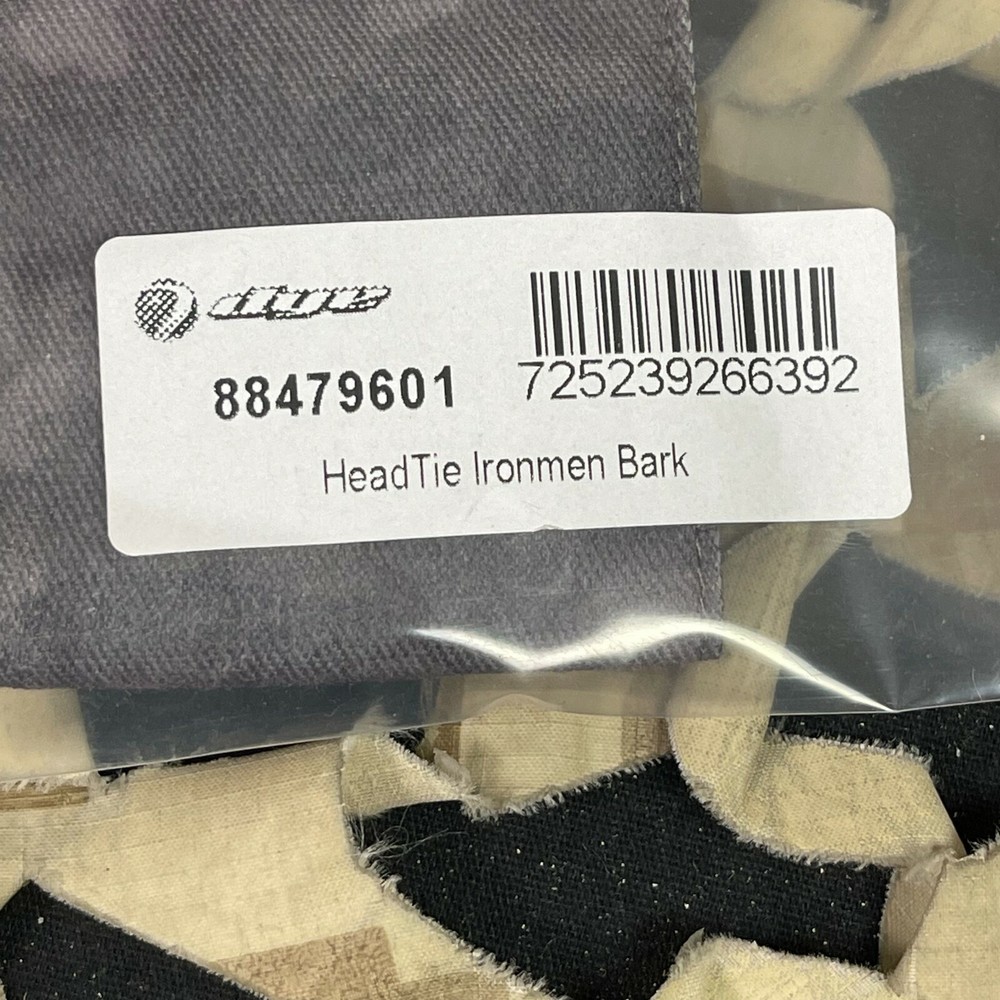 dye
88479601
725239266392
HeadTie Ironmen Bark